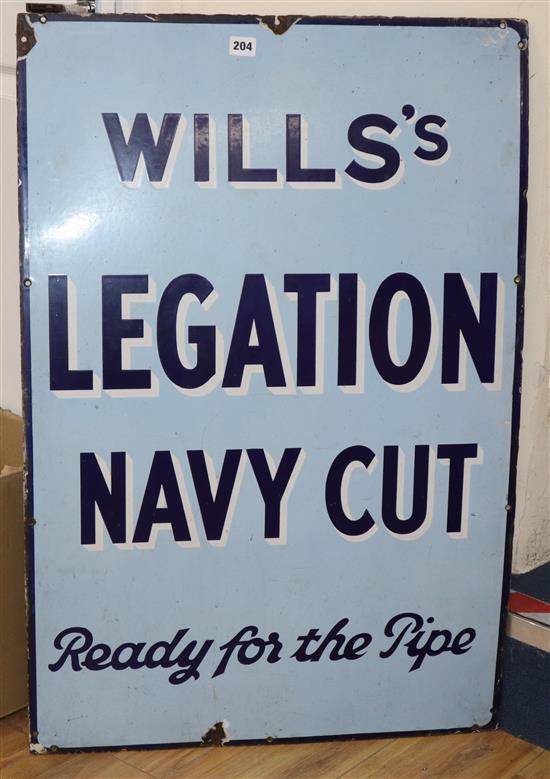 204
WILLS's
LEGATION
NAVY CUT
Ready for the Pipe